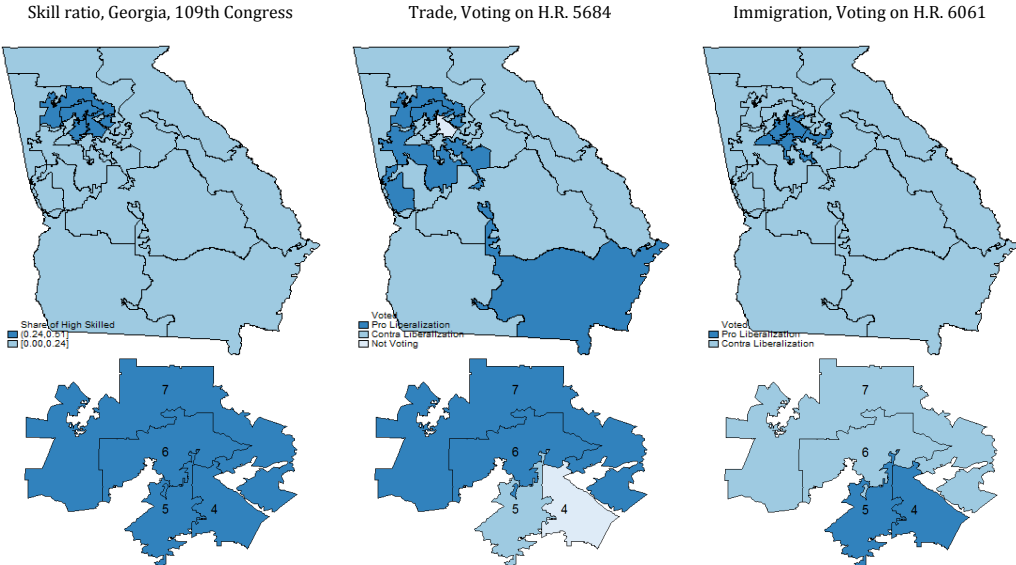 Skill ratio, Georgia, 109th Congress
Trade, Voting on H.R. 5684
Immigration, Voting on H.R. 6061
Share of High Skilled
(0.24,0.51]
[0.00,0.24]
Voted
Pro Liberalization
Contra Liberalization
Not Voting
Voted
Pro Liberalization
Contra Liberalization
7
6
5
4
7
6
5
4
7
6
5
4